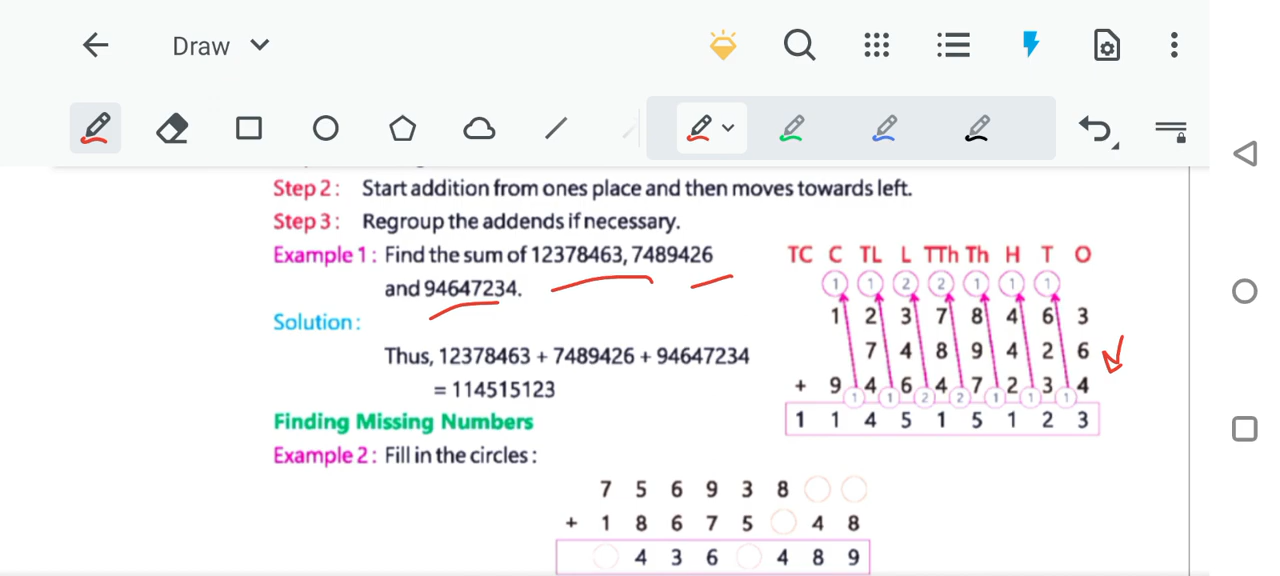 Draw
Step 2: Start addition from ones place and then moves towards left.
Step 3: Regroup the addends if necessary.
Example 1: Find the sum of 12378463, 7489426
and 94647234.
Solution:
Thus, 12378463 + 7489426 + 94647234
= 114515123
TC C TL L TTh Th H T O
1 1 2 2 1 1 1
1 2 3 7 8 4 6 3
7 4 8 9 4 2 6
+ 9 4 6 4 7 2 3 4
1 1 2 2 1 1 1
1 1 4 5 1 5 1 2 3
Finding Missing Numbers
Example 2: Fill in the circles:
7 5 6 9 3 8
+ 1 8 6 7 5 4 8
4 3 6 4 8 9